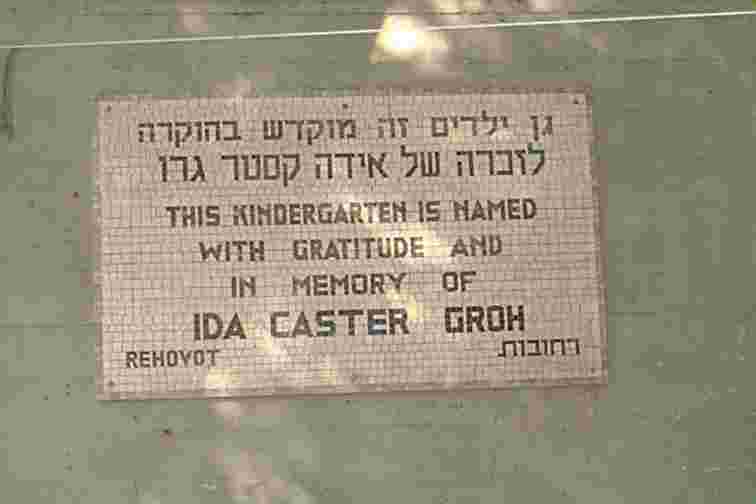 גן ילדים זה מוקדש בהוקרה
לזכרה של אידה קסטר גרו
THIS KINDERGARTEN IS NAMED
WITH GRATITUDE AND
IN MEMORY OF
IDA CASTER GROH
REHOVOT רחובות